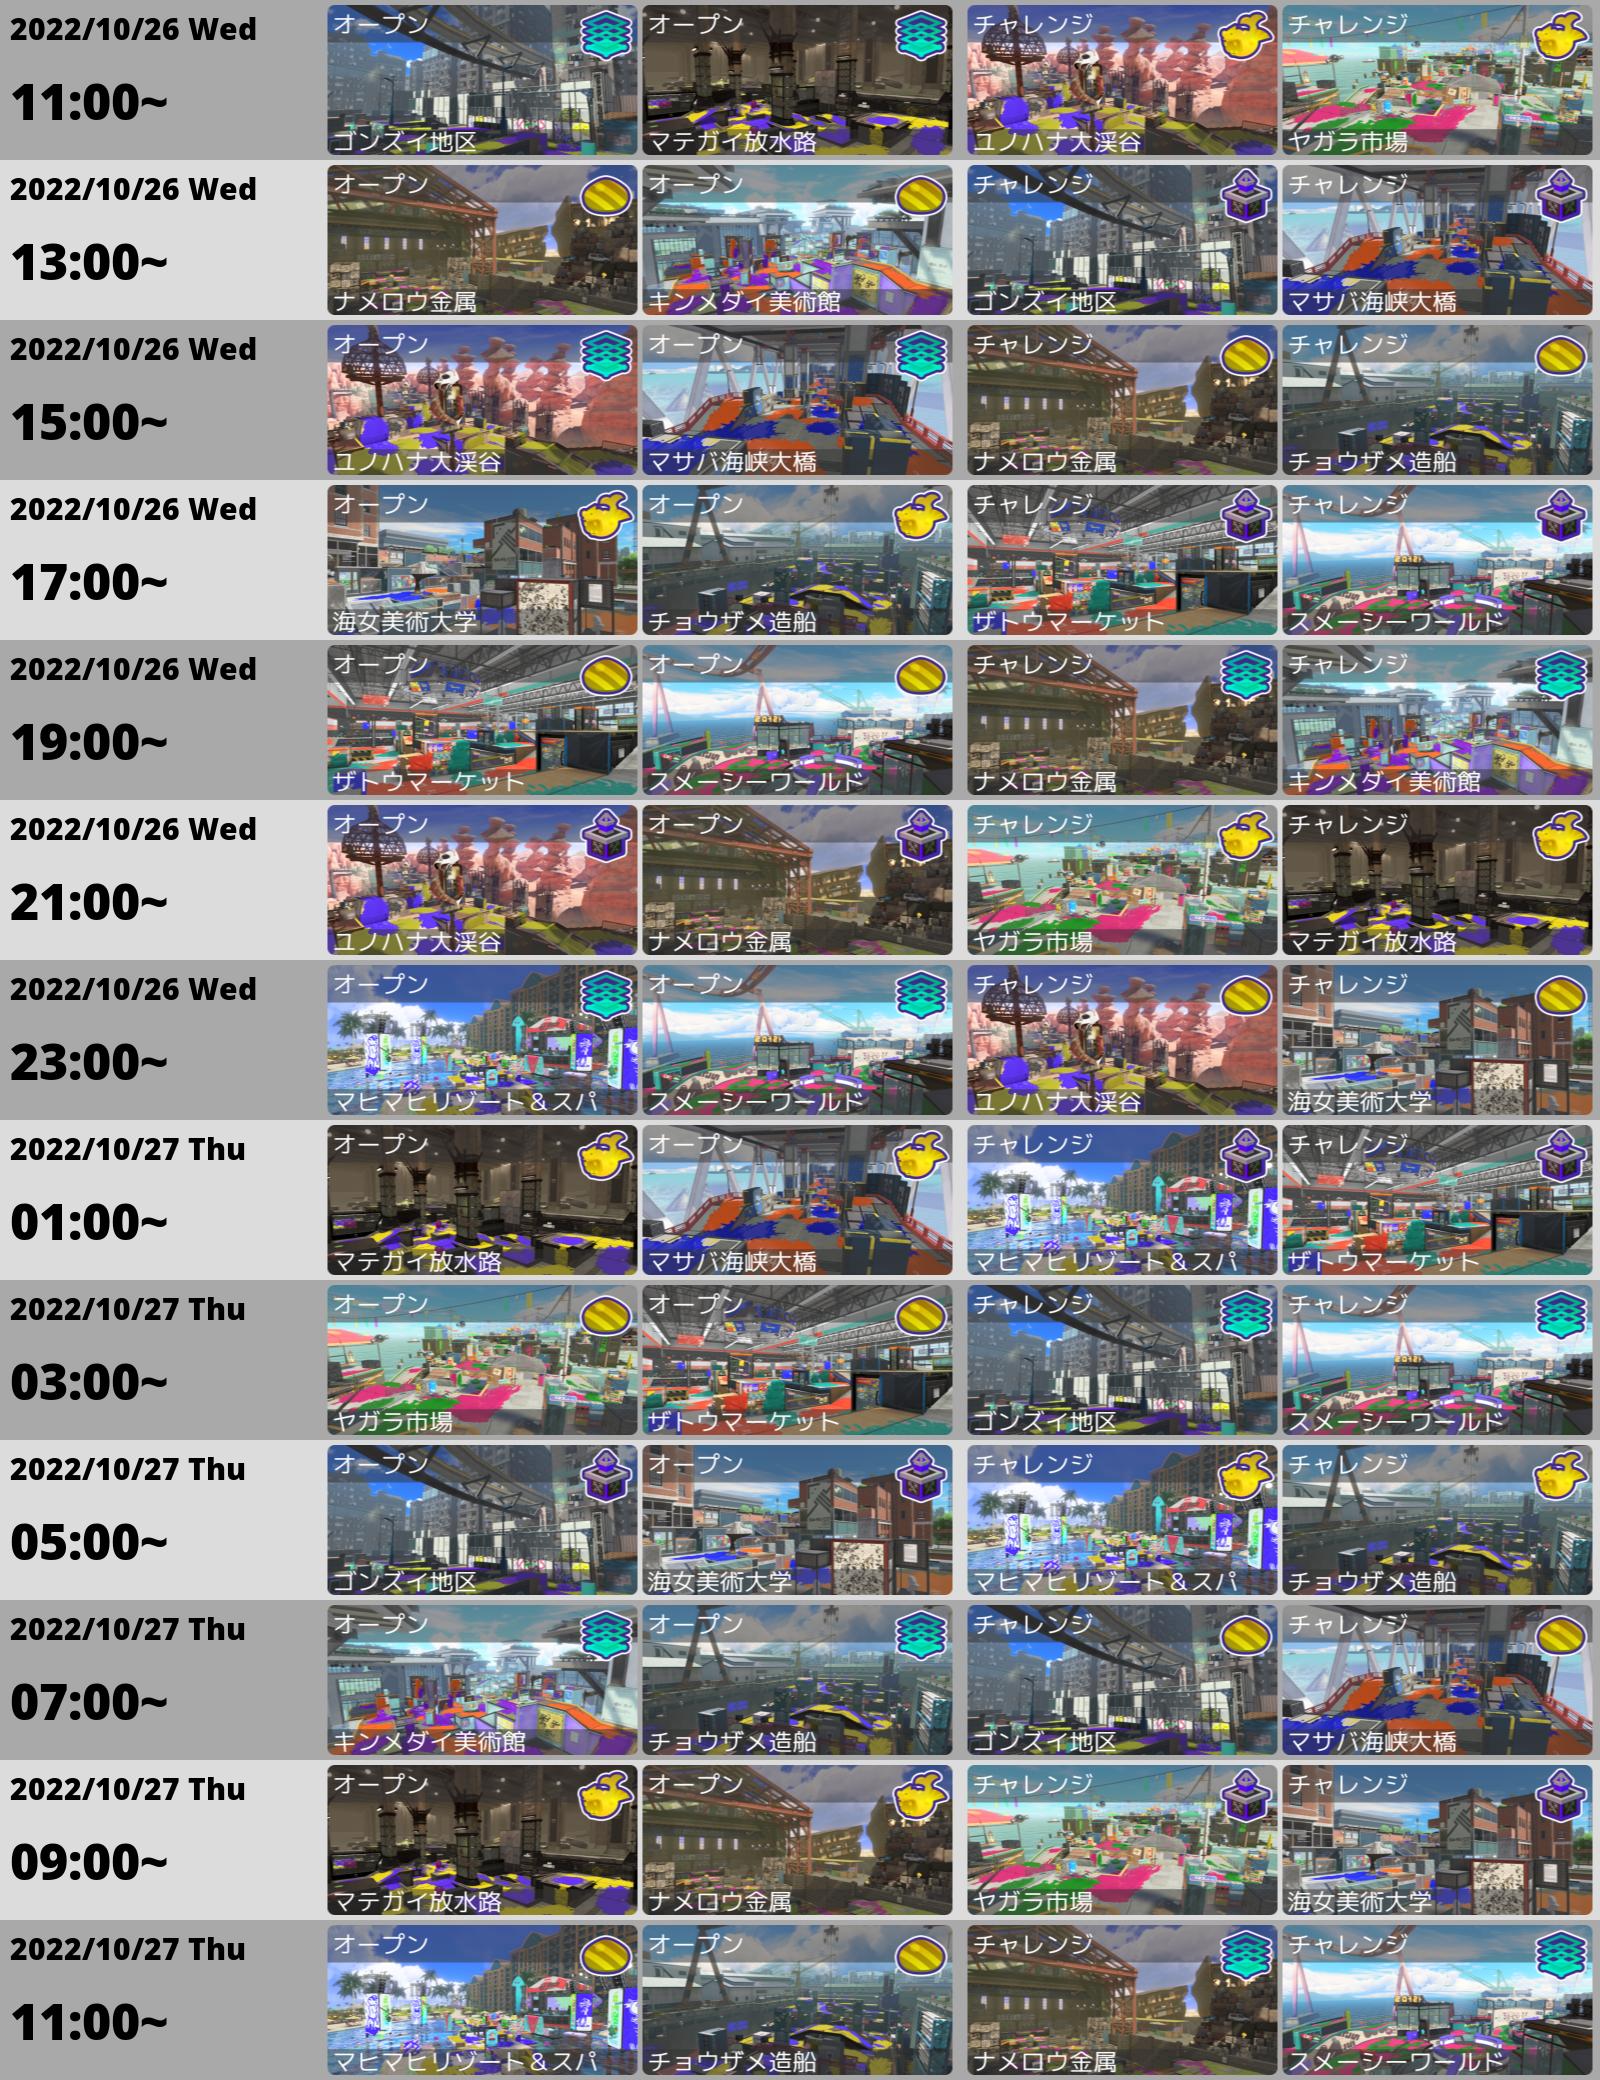 2022/10/26 Wed
11:00~
オープン
オープン
チャレンジ
チャレンジ
ゴンズイ地区
マテガイ放水路
ユノハナ大渓谷
ヤガラ市場
2022/10/26 Wed
13:00~
オープン
オープン
チャレンジ
チャレンジ
ナメロウ金属
キンメダイ美術館
ゴンズイ地区
マサバ海峡大橋
2022/10/26 Wed
15:00~
オープン
オープン
チャレンジ
チャレンジ
ユノハナ大渓谷
マサバ海峡大橋
ナメロウ金属
チョウザメ造船
2022/10/26 Wed
17:00~
オープン
オープン
チャレンジ
チャレンジ
海女美術大学
チョウザメ造船
ザトウマーケット
スメーシーワールド
2022/10/26 Wed
19:00~
オープン
オープン
チャレンジ
チャレンジ
ザトウマーケット
スメーシーワールド
ナメロウ金属
キンメダイ美術館
2022/10/26 Wed
21:00~
オープン
オープン
チャレンジ
チャレンジ
ユノハナ大渓谷
ナメロウ金属
ヤガラ市場
マテガイ放水路
2022/10/26 Wed
23:00~
オープン
オープン
チャレンジ
チャレンジ
マヒマヒリゾート＆スパ
スメーシーワールド
ユノハナ大渓谷
海女美術大学
2022/10/27 Thu
01:00~
オープン
オープン
チャレンジ
チャレンジ
マテガイ放水路
マサバ海峡大橋
マヒマヒリゾート＆スパ
ザトウマーケット
2022/10/27 Thu
03:00~
オープン
オープン
チャレンジ
チャレンジ
ヤガラ市場
ザトウマーケット
ゴンズイ地区
スメーシーワールド
2022/10/27 Thu
05:00~
オープン
オープン
チャレンジ
チャレンジ
ゴンズイ地区
海女美術大学
マヒマヒリゾート＆スパ
チョウザメ造船
2022/10/27 Thu
07:00~
オープン
オープン
チャレンジ
チャレンジ
キンメダイ美術館
チョウザメ造船
ゴンズイ地区
マサバ海峡大橋
2022/10/27 Thu
09:00~
オープン
オープン
チャレンジ
チャレンジ
マテガイ放水路
ナメロウ金属
ヤガラ市場
海女美術大学
2022/10/27 Thu
11:00~
オープン
オープン
チャレンジ
チャレンジ
マヒマヒリゾート＆スパ
チョウザメ造船
ナメロウ金属
スメーシーワールド